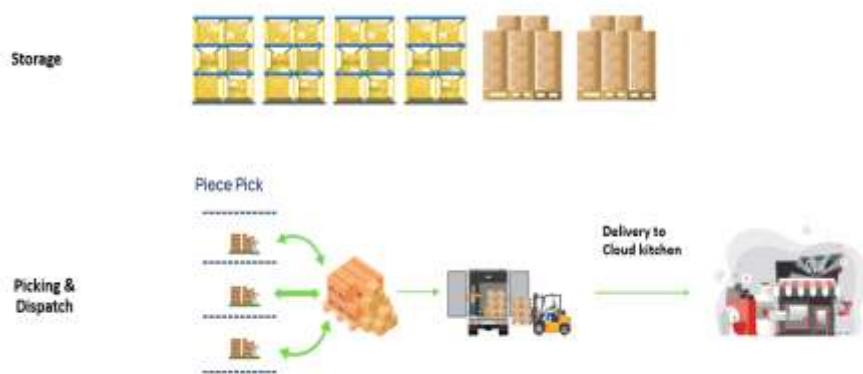 Storage
Piece Pick
Delivery to
Cloud kitchen
Picking &
Dispatch